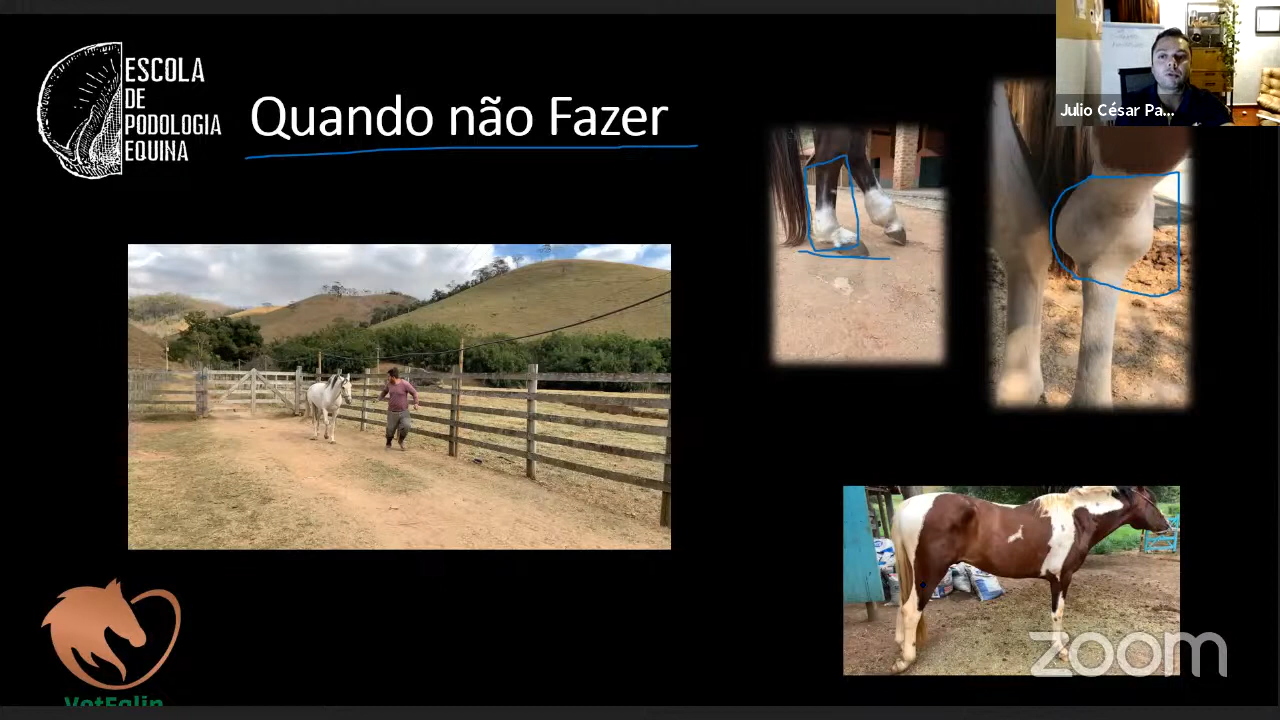 ESCOLA
DE
PODOLOGIA
EQUINA
Quando não Fazer
Julio César Pa...
zoom